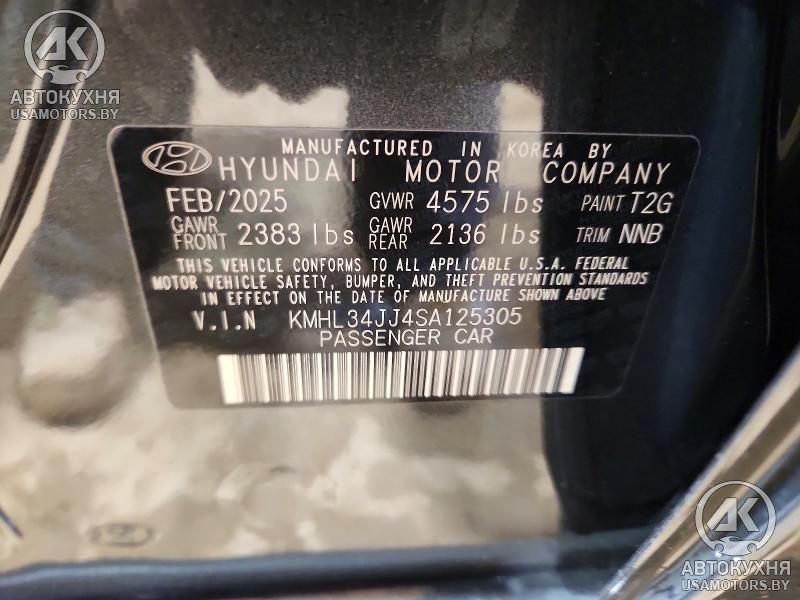 АК
АВТОКУХНЯ
USAMOTORS.BY
MANUFACTURED IN KOREA BY
HYUNDAI MOTOR COMPANY
FEB/2025 GVWR 4575 lbs PAINT T2G
GAWR FRONT 2383 lbs GAWR REAR 2136 lbs TRIM NNB
THIS VEHICLE CONFORMS TO ALL APPLICABLE U.S.A. FEDERAL
MOTOR VEHICLE SAFETY, BUMPER, AND THEFT PREVENTION STANDARDS
IN EFFECT ON THE DATE OF MANUFACTURE SHOWN ABOVE
V.I.N KMHL34JJ4SA125305
PASSENGER CAR
АК
АВТОКУХНЯ
USAMOTORS.BY